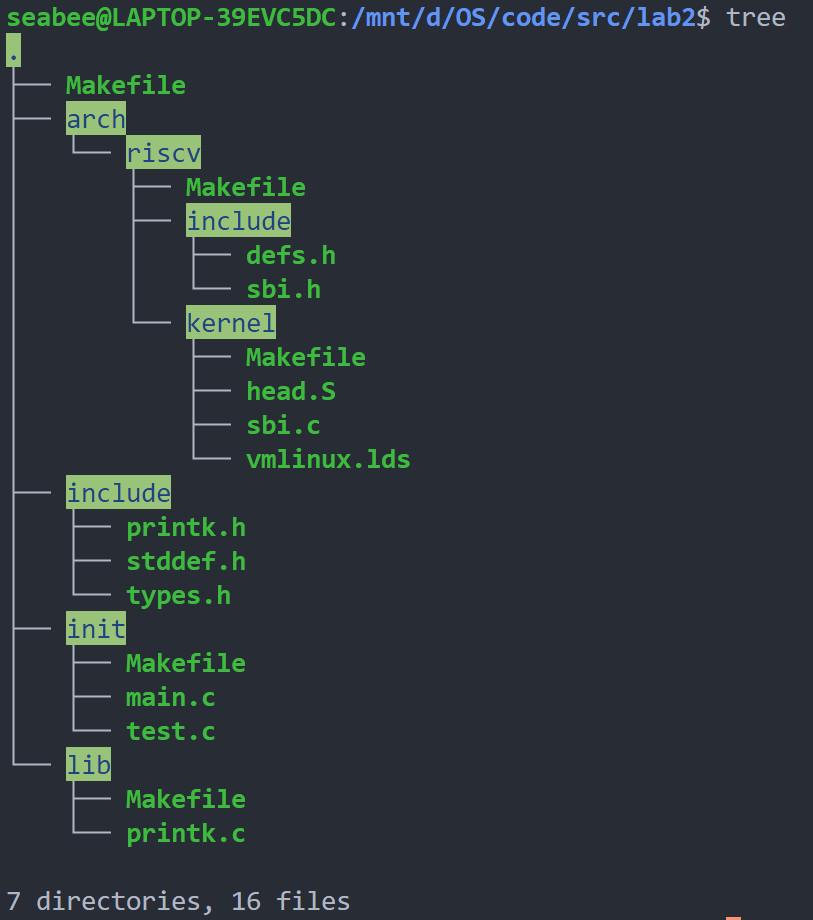 seabee@LAPTOP-39EVC5DC:/mnt/d/OS/code/src/lab2$ tree
.
├── Makefile
├── arch
│   └── riscv
│       ├── Makefile
│       ├── include
│       │   ├── defs.h
│       │   └── sbi.h
│       └── kernel
│           ├── Makefile
│           ├── head.S
│           ├── sbi.c
│           └── vmlinux.lds
├── include
│   ├── printk.h
│   ├── stddef.h
│   └── types.h
├── init
│   ├── Makefile
│   ├── main.c
│   └── test.c
└── lib
    ├── Makefile
    └── printk.c

7 directories, 16 files